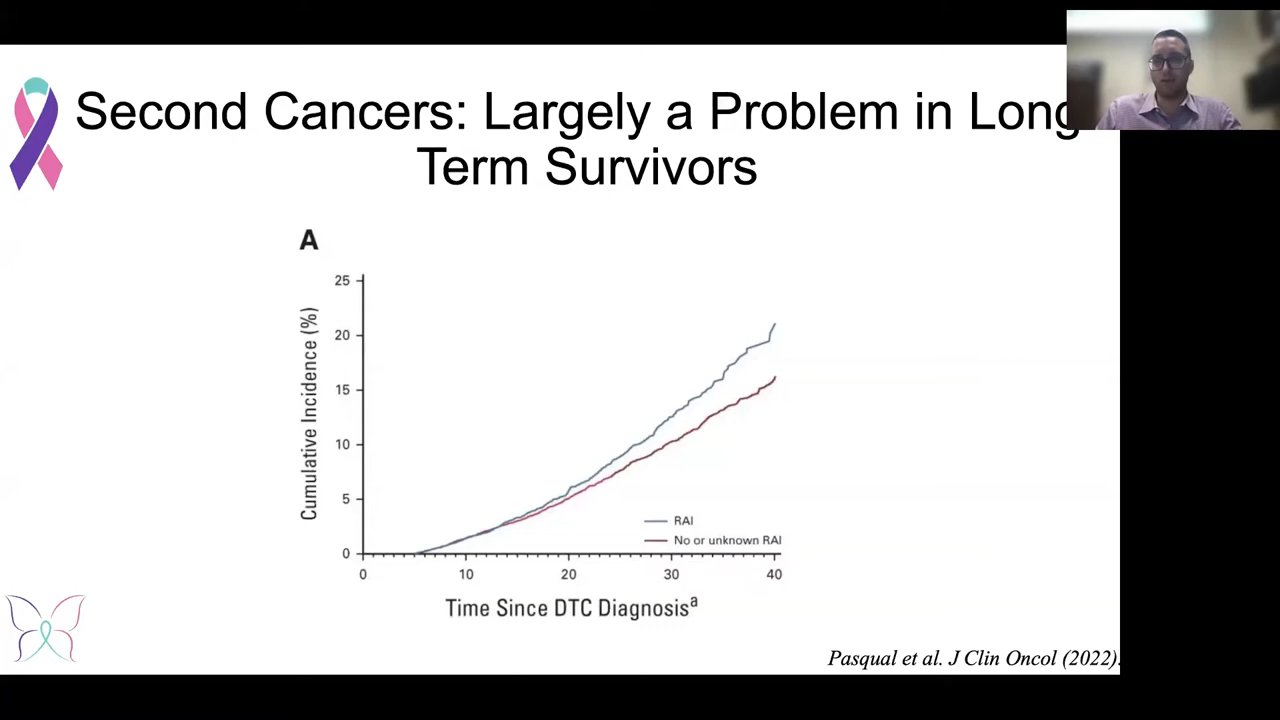 Second Cancers: Largely a Problem in Long
Term Survivors
A
Cumulative Incidence (%)
25
20
15
10
5
0
0 10 20 30 40
RAI
No or unknown RAI
Time Since DTC Diagnosisᵃ
Pasqual et al. J Clin Oncol (2022).